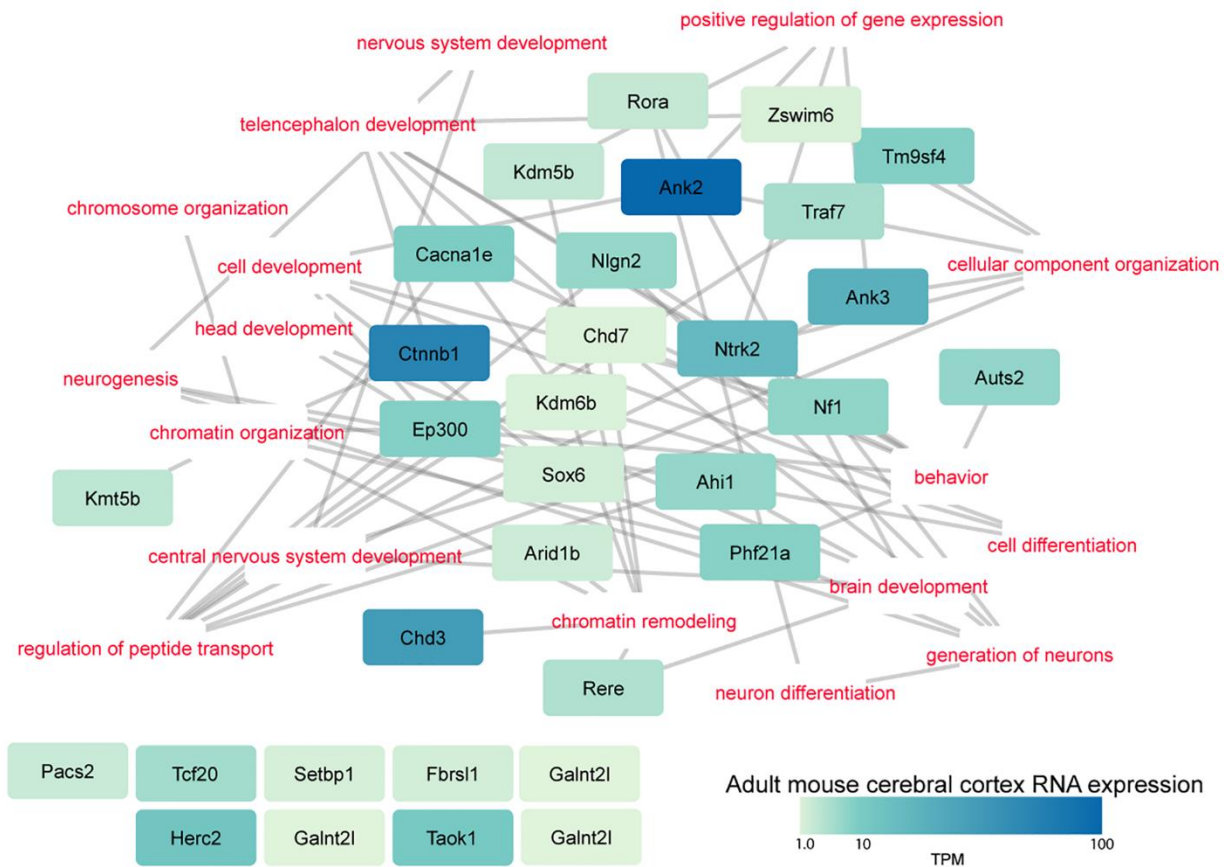 positive regulation of gene expression
nervous system development
Rora
Zswim6
telencephalon development
Tm9sf4
Kdm5b
Ank2
Traf7
chromosome organization
Cacna1e
Nlgn2
cell development
cellular component organization
Ank3
head development
Chd7
Ntrk2
Ctnnb1
neurogenesis
Auts2
Kdm6b
Nf1
chromatin organization
Ep300
Sox6
Ahi1
behavior
Kmt5b
central nervous system development
Arid1b
Phf21a
cell differentiation
brain development
chromatin remodeling
Chd3
regulation of peptide transport
generation of neurons
Rere
neuron differentiation
Pacs2
Tcf20
Setbp1
Fbrsl1
Galnt2l
Adult mouse cerebral cortex RNA expression
Herc2
Galnt2l
Taok1
Galnt2l
1.0
10
100
TPM